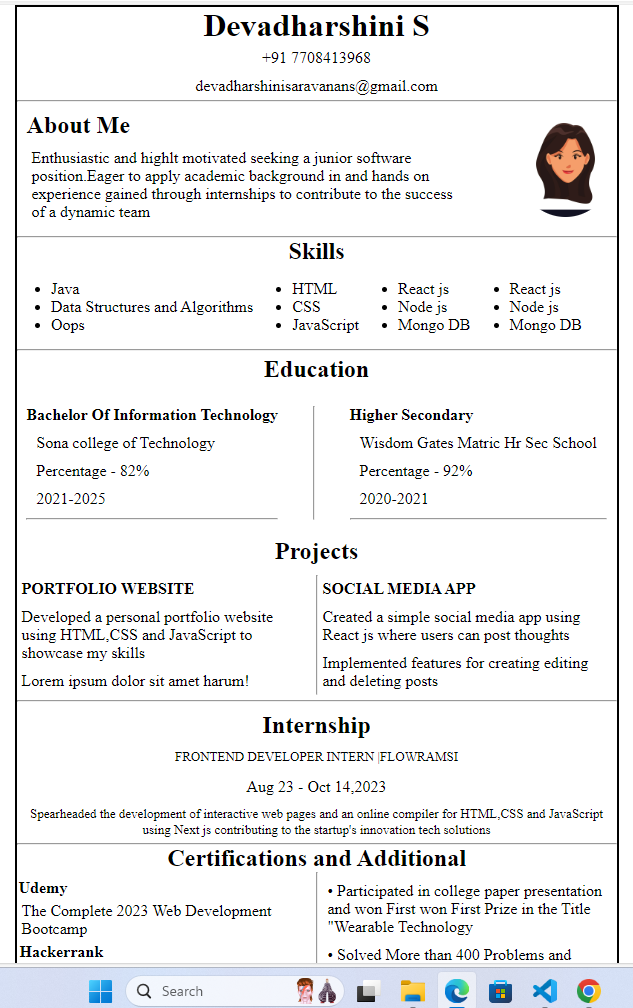 Devadharshini S
+91 7708413968
devadharshinisaravanans@gmail.com
About Me
Enthusiastic and highlt motivated seeking a junior software
position.Eager to apply academic background in and hands on
experience gained through internships to contribute to the success
of a dynamic team
Skills
• Java
• Data Structures and Algorithms
• Oops
• HTML
• CSS
• JavaScript
• React js
• Node js
• Mongo DB
• React js
• Node js
• Mongo DB
Education
Bachelor Of Information Technology
Sona college of Technology
Percentage - 82%
2021-2025
Higher Secondary
Wisdom Gates Matric Hr Sec School
Percentage - 92%
2020-2021
Projects
PORTFOLIO WEBSITE
Developed a personal portfolio website
using HTML,CSS and JavaScript to
showcase my skills
Lorem ipsum dolor sit amet harum!
SOCIAL MEDIA APP
Created a simple social media app using
React js where users can post thoughts
Implemented features for creating editing
and deleting posts
Internship
FRONTEND DEVELOPER INTERN |FLOWRAMSI
Aug 23 - Oct 14,2023
Spearheaded the development of interactive web pages and an online compiler for HTML,CSS and JavaScript
using Next js contributing to the startup's innovation tech solutions
Certifications and Additional
Udemy
The Complete 2023 Web Development
Bootcamp
Hackerrank
• Participated in college paper presentation
and won First won First Prize in the Title
"Wearable Technology
• Solved More than 400 Problems and
Search